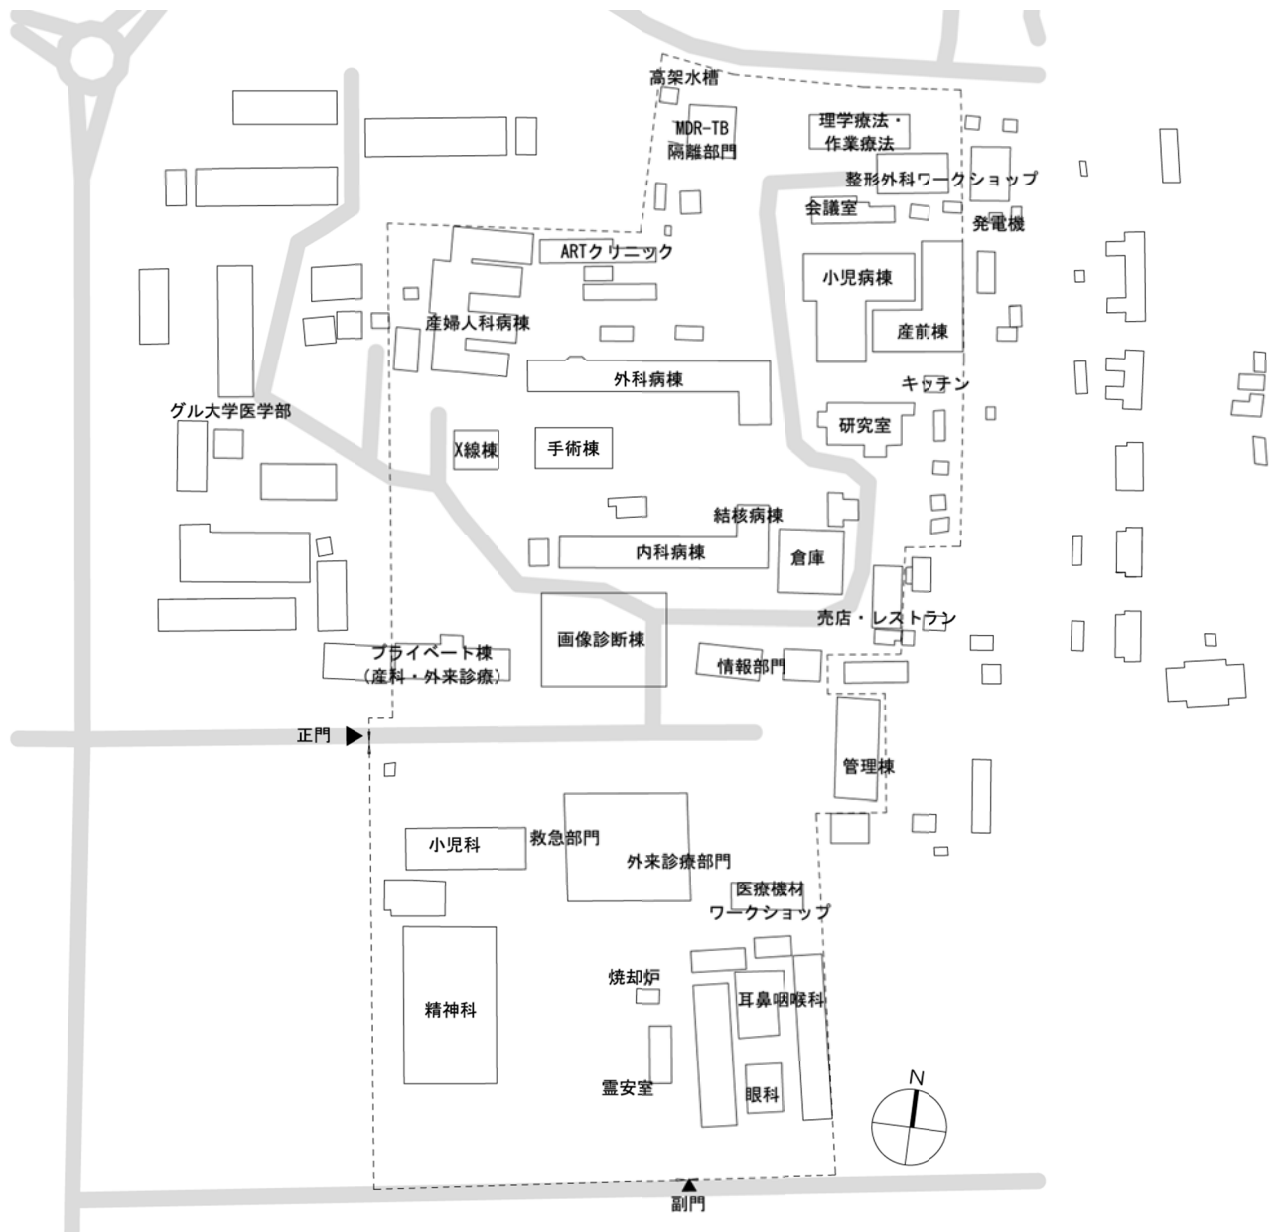 高架水槽
MDR-TB
隔離部門
理学療法・
作業療法
整形外科ワークショップ
会議室
発電機
ARTクリニック
小児病棟
産婦人科病棟
産前棟
外科病棟
キッチン
グル大学医学部
研究室
X線棟
手術棟
結核病棟
内科病棟
倉庫
売店・レストラン
画像診断棟
プライベート棟
(産科・外来診療)
情報部門
正門
管理棟
小児科
救急部門
外来診療部門
医療機材
ワークショップ
焼却炉
耳鼻咽喉科
精神科
霊安室
眼科
N
副門